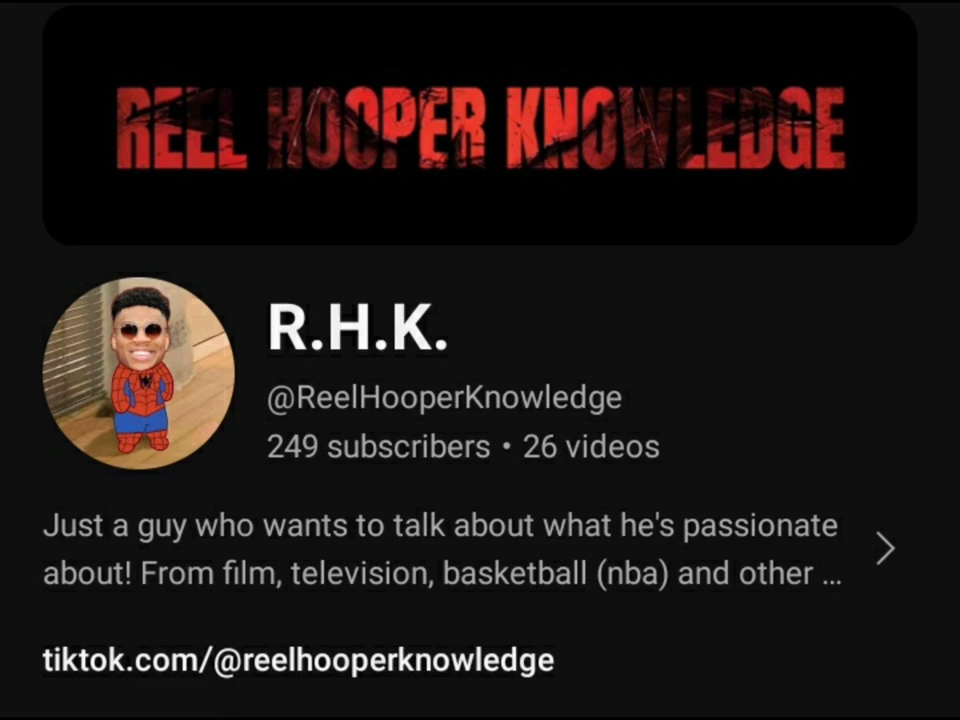 REEL HOOPER KNOWLEDGE
R.H.K.
@ReelHooperKnowledge
249 subscribers • 26 videos
Just a guy who wants to talk about what he's passionate
about! From film, television, basketball (nba) and other ...
tiktok.com/@reelhooperknowledge